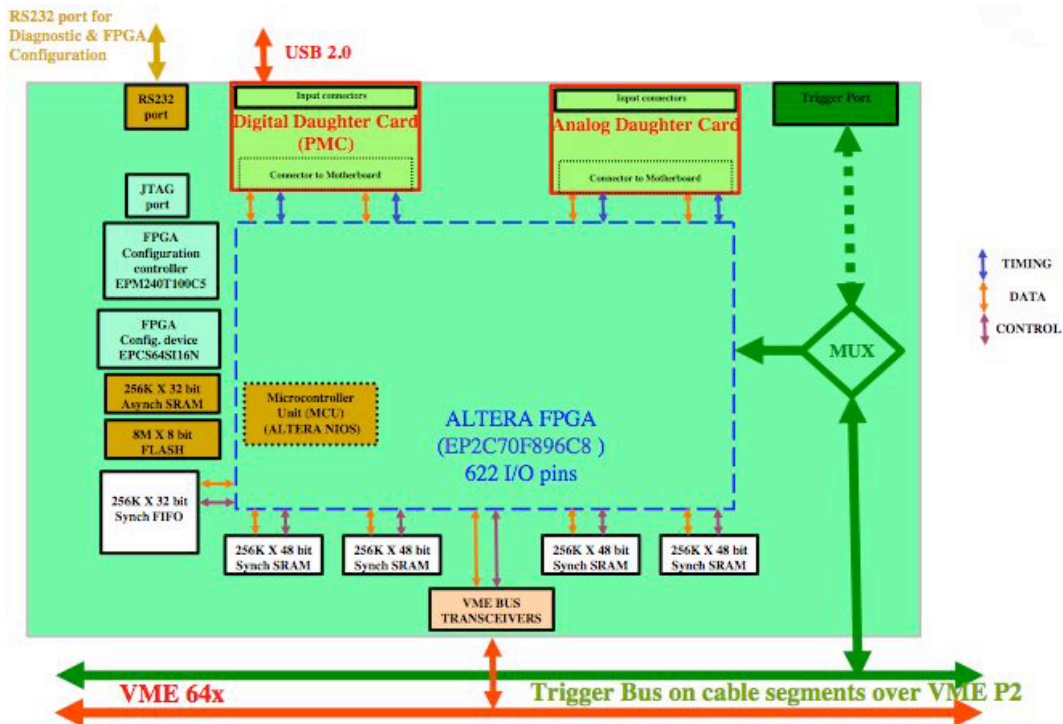 RS232 port for
Diagnostic & FPGA
Configuration
USB 2.0
RS232
port
Input connectors
Digital Daughter Card
(PMC)
Connector to Motherboard
Input connectors
Analog Daughter Card
Connector to Motherboard
Trigger Port
JTAG
port
FPGA
Configuration
controller
EPM240T100C5
FPGA
Config. device
EPCS64SI16N
256K X 32 bit
Asynch SRAM
8M X 8 bit
FLASH
256K X 32 bit
Synch FIFO
Microcontroller
Unit (MCU)
(ALTERA NIOS)
ALTERA FPGA
(EP2C70F896C8 )
622 I/O pins
MUX
TIMING
DATA
CONTROL
256K X 48 bit
Synch SRAM
256K X 48 bit
Synch SRAM
256K X 48 bit
Synch SRAM
256K X 48 bit
Synch SRAM
VME BUS
TRANSCEIVERS
VME 64x
Trigger Bus on cable segments over VME P2